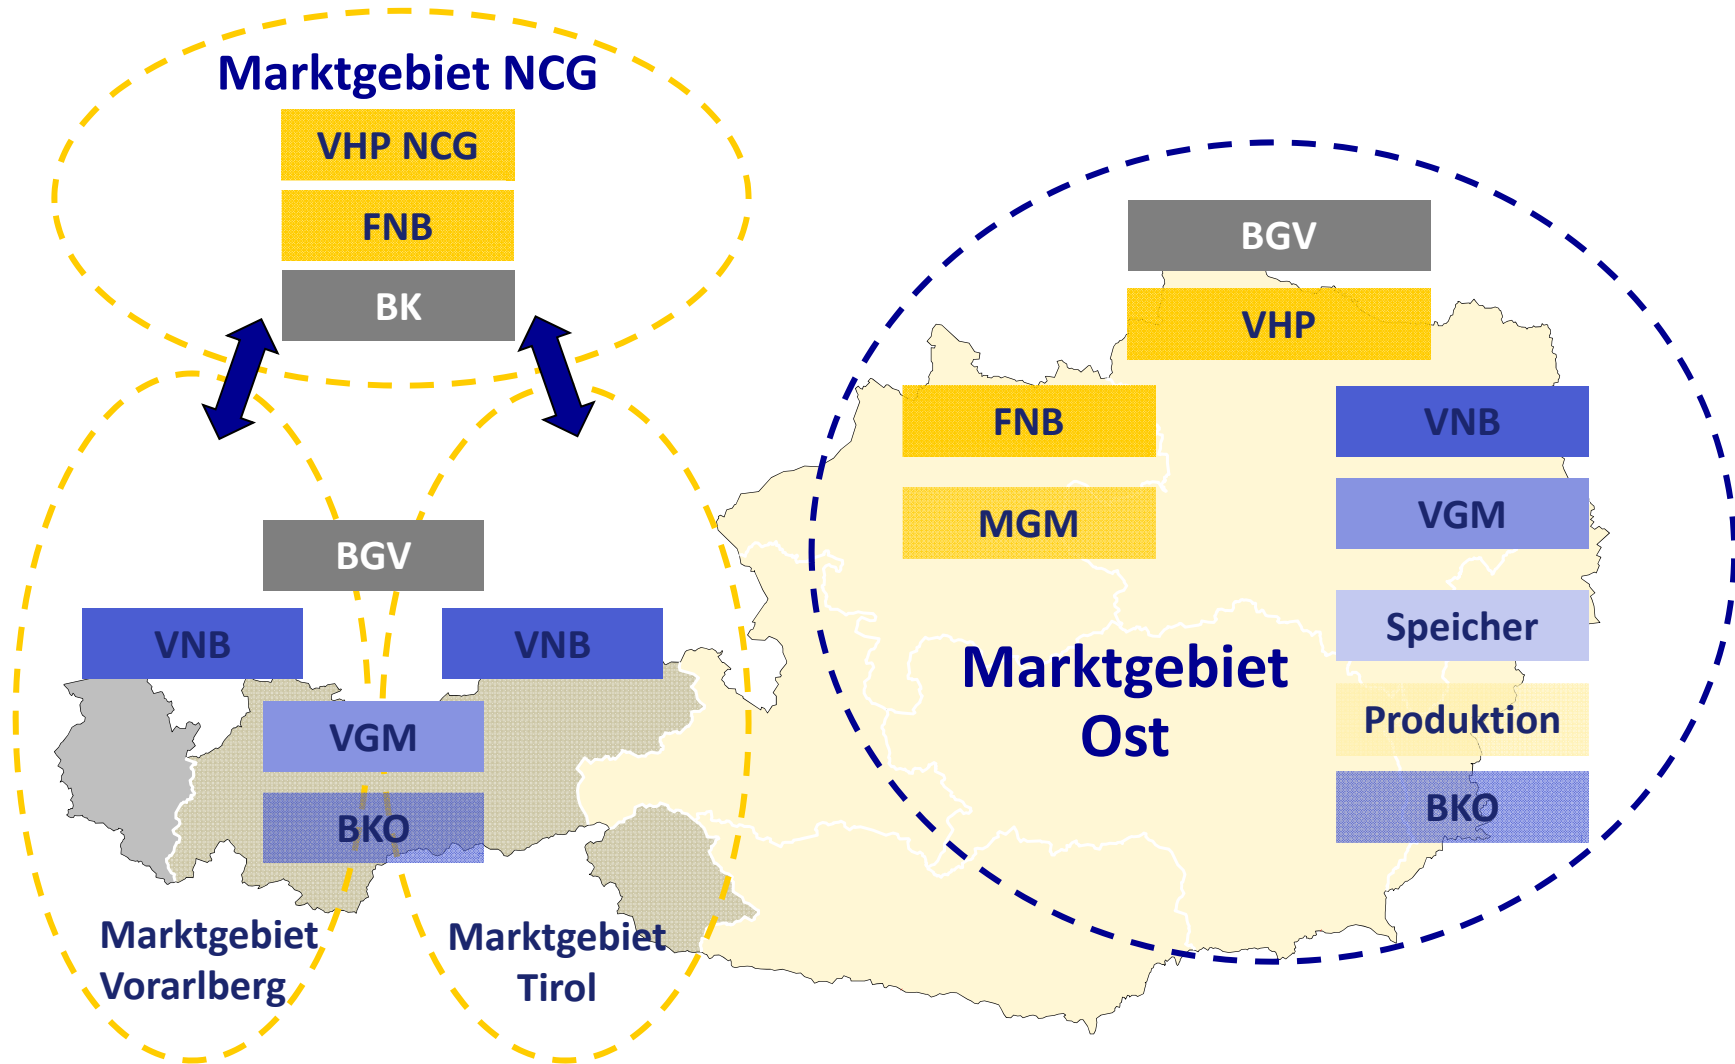 Marktgebiet NCG
VHP NCG
FNB
BK
BGV
VNB
VNB
VGM
BKO
Marktgebiet
Vorarlberg
Marktgebiet
Tirol
BGV
VHP
FNB
MGM
VNB
VGM
Speicher
Produktion
BKO
Marktgebiet
Ost